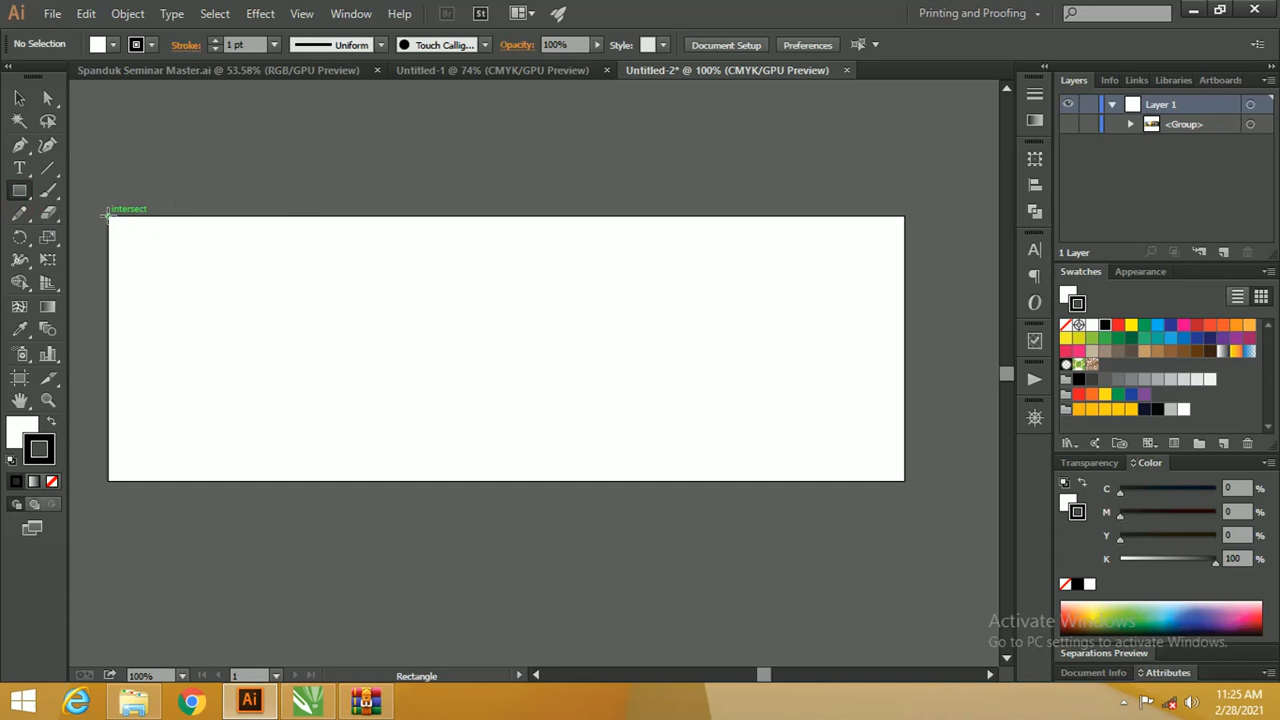 Ai File Edit Object Type Select Effect View Window Help Br St Printing and Proofing
No Selection Stroke: 1 pt Uniform Touch Callig... Opacity: 100% Style: Document Setup Preferences
Spanduk Seminar Master.ai @ 53.58% (RGB/GPU Preview) × Untitled-1 @ 74% (CMYK/GPU Preview) × Untitled-2* @ 100% (CMYK/GPU Preview) ×
Layers Info Links Libraries Artboards
Layer 1
<Group>
intersect
1 Layer
Swatches Appearance
Transparency Color
C 0 %
M 0 %
Y 0 %
K 100 %
Activate Windows
Go to PC settings to activate Windows.
Separations Preview
100% 1 Rectangle Document Info Attributes
Ai
11:25 AM
2/28/2021